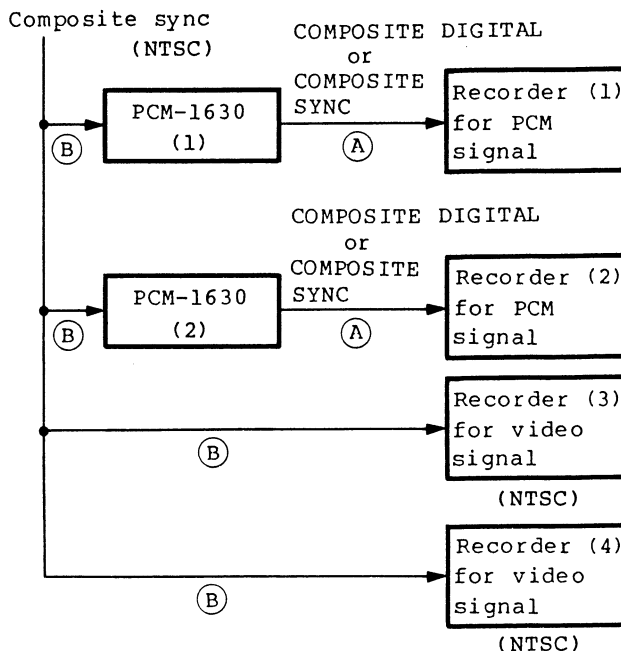 Composite sync
(NTSC)
COMPOSITE DIGITAL
or
COMPOSITE
SYNC
PCM-1630
(1)
Recorder (1)
for PCM
signal
B
A
COMPOSITE DIGITAL
or
COMPOSITE
SYNC
PCM-1630
(2)
Recorder (2)
for PCM
signal
B
A
Recorder (3)
for video
signal
B
(NTSC)
Recorder (4)
for video
signal
B
(NTSC)